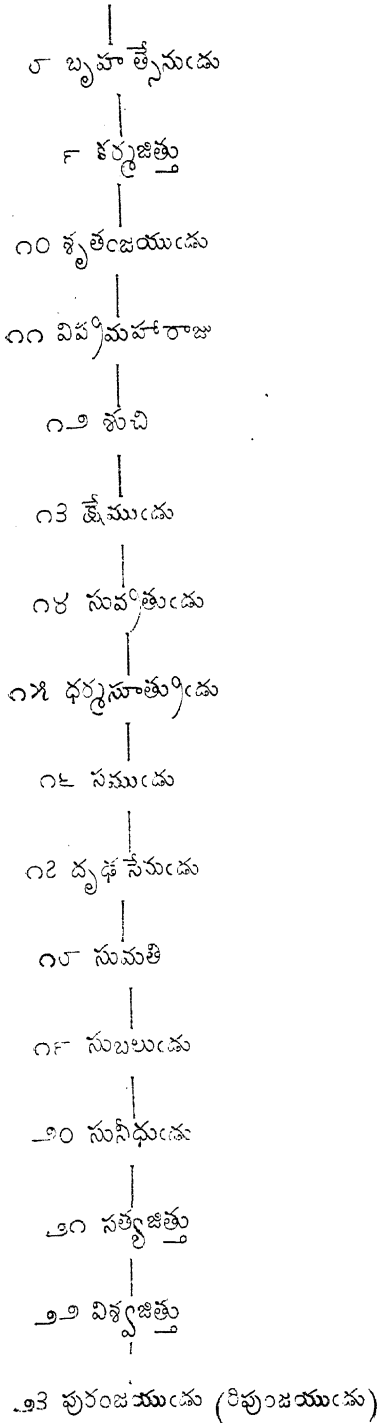 ౮ బృహత్సేనుఁడు
౯ కర్మజిత్తు
౧౦ శృతంజయుఁడు
౧౧ విప్రమహారాజు
౧౨ శుచి
౧౩ క్షేముఁడు
౧౪ సువ్రతుఁడు
౧౫ ధర్మసూత్రుఁడు
౧౬ సముఁడు
౧౭ దృఢసేనుఁడు
౧౮ సుమతి
౧౯ సుబలుఁడు
౨౦ సునీధుఁడు
౨౧ సత్యజిత్తు
౨౨ విశ్వజిత్తు
౨౩ పురంజయుఁడు (రిపుంజయుఁడు)